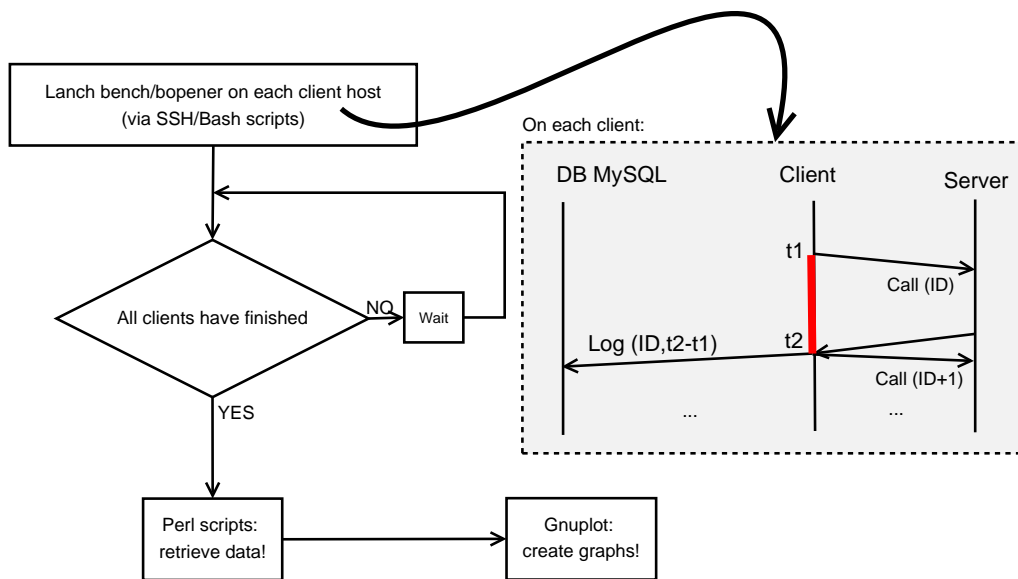 Lanch bench/bopener on each client host
(via SSH/Bash scripts)
On each client:
DB MySQL
Client
Server
t1
Call (ID)
All clients have finished
NO
Wait
t2
Log (ID,t2-t1)
Call (ID+1)
...
...
YES
Perl scripts:
retrieve data!
Gnuplot:
create graphs!